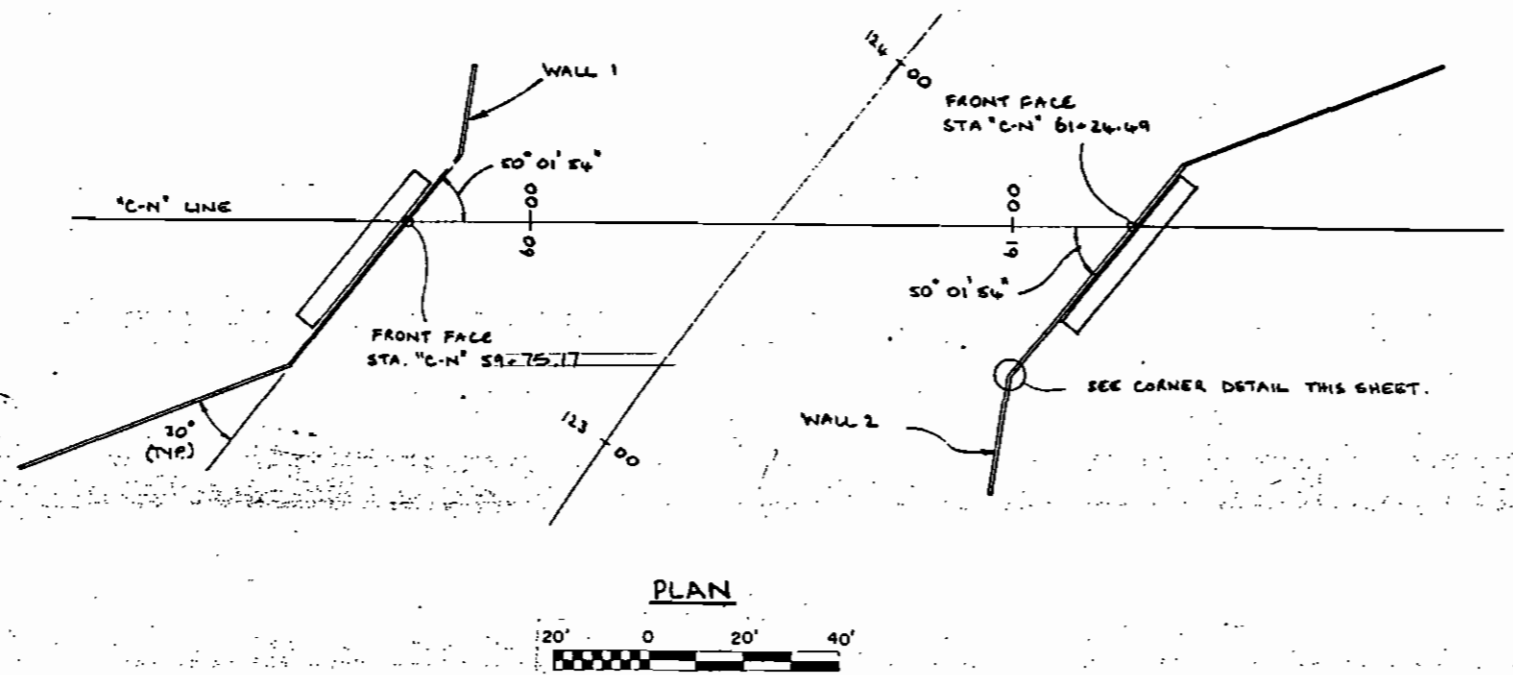 WALL 1
124
00
FRONT FACE
STA "C-N" 61+24.49
50° 01' 54"
"C-N" LINE
60
00
61
00
50° 01' 54"
FRONT FACE
STA. "C-N" 59+75.17
SEE CORNER DETAIL THIS SHEET.
30°
(TYP.)
123
00
WALL 2
PLAN
20' 0 20' 40'